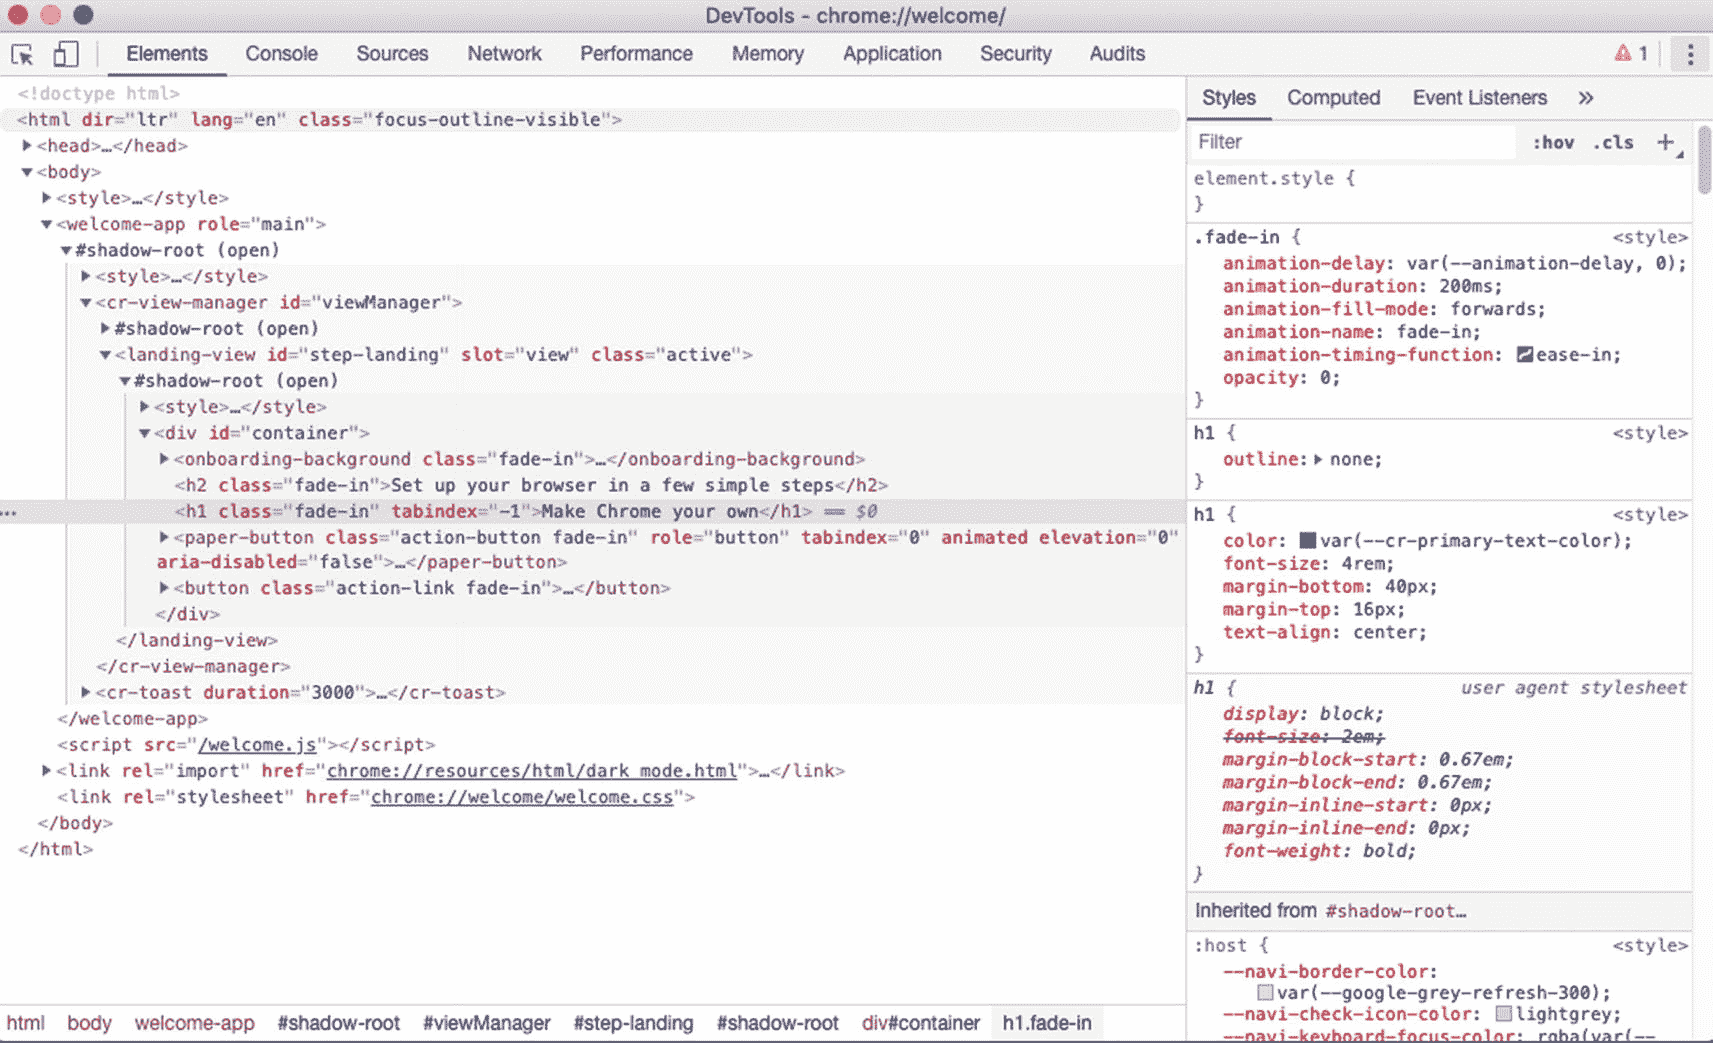 DevTools - chrome://welcome/
Elements Console Sources Network Performance Memory Application Security Audits 1
<!doctype html>
<html dir="ltr" lang="en" class="focus-outline-visible">
<head>…</head>
<body>
<style>…</style>
<welcome-app role="main">
#shadow-root (open)
<style>…</style>
<cr-view-manager id="viewManager">
#shadow-root (open)
<landing-view id="step-landing" slot="view" class="active">
#shadow-root (open)
<style>…</style>
<div id="container">
<onboarding-background class="fade-in">…</onboarding-background>
<h2 class="fade-in">Set up your browser in a few simple steps</h2>
<h1 class="fade-in" tabindex="-1">Make Chrome your own</h1> == $0
<paper-button class="action-button fade-in" role="button" tabindex="0" animated elevation="0"
aria-disabled="false">…</paper-button>
<button class="action-link fade-in">…</button>
</div>
</landing-view>
</cr-view-manager>
<cr-toast duration="3000">…</cr-toast>
</welcome-app>
<script src="/welcome.js"></script>
<link rel="import" href="chrome://resources/html/dark_mode.html">…</link>
<link rel="stylesheet" href="chrome://welcome/welcome.css">
</body>
</html>
html body welcome-app #shadow-root #viewManager #step-landing #shadow-root div#container h1.fade-in
Styles Computed Event Listeners »
Filter :hov .cls +
element.style {
}
.fade-in { <style>
animation-delay: var(--animation-delay, 0);
animation-duration: 200ms;
animation-fill-mode: forwards;
animation-name: fade-in;
animation-timing-function: ease-in;
opacity: 0;
}
h1 { <style>
outline: none;
}
h1 { <style>
color: var(--cr-primary-text-color);
font-size: 4rem;
margin-bottom: 40px;
margin-top: 16px;
text-align: center;
}
h1 { user agent stylesheet
display: block;
font-size: 2em;
margin-block-start: 0.67em;
margin-block-end: 0.67em;
margin-inline-start: 0px;
margin-inline-end: 0px;
font-weight: bold;
}
Inherited from #shadow-root…
:host { <style>
--navi-border-color:
var(--google-grey-refresh-300);
--navi-check-icon-color: lightgrey;
--navi-keyboard-focus-color: rgba(var(--